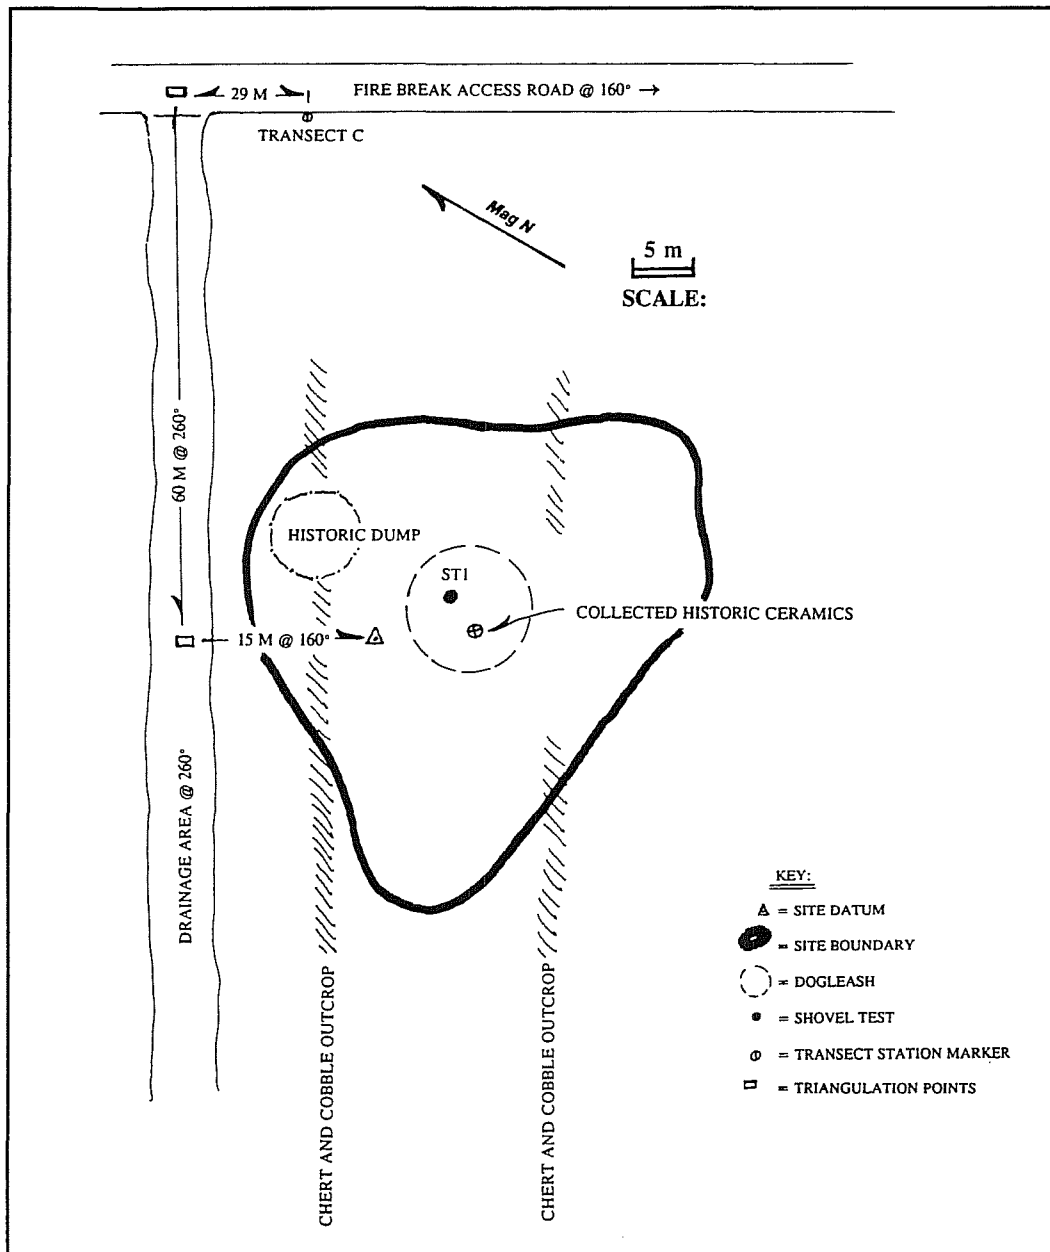 29 M
FIRE BREAK ACCESS ROAD @ 160° →
TRANSECT C
Mag N
5 m
SCALE:
60 M @ 260°
HISTORIC DUMP
ST1
COLLECTED HISTORIC CERAMICS
15 M @ 160°
DRAINAGE AREA @ 260°
CHERT AND COBBLE OUTCROP
CHERT AND COBBLE OUTCROP
KEY:
= SITE DATUM
= SITE BOUNDARY
= DOGLEASH
= SHOVEL TEST
= TRANSECT STATION MARKER
= TRIANGULATION POINTS